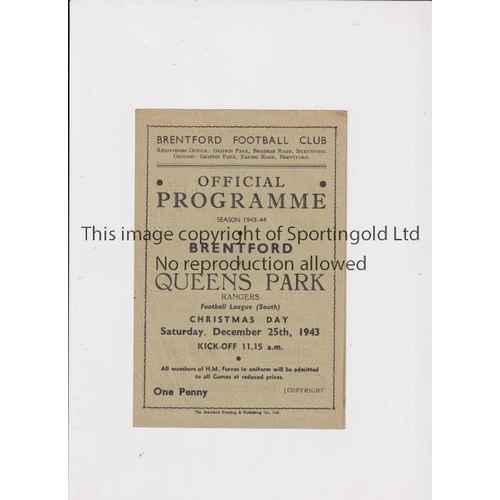 BRENTFORD FOOTBALL CLUB
REGISTERED OFFICE: GRIFFIN PARK, BRAEMAR ROAD, BRENTFORD.
GROUND: GRIFFIN PARK, EALING ROAD, BRENTFORD.
OFFICIAL
PROGRAMME
SEASON 1943-44
This image copyright of Sportingold Ltd
BRENTFORD
No reproduction allowed
QUEENS PARK
RANGERS
Football League (South)
CHRISTMAS DAY
Saturday, December 25th, 1943
KICK-OFF 11.15 a.m.
All members of H.M. Forces in uniform will be admitted
to all Games at reduced prices.
One Penny [COPYRIGHT
The Brentford Printing & Publishing Co., Ltd.